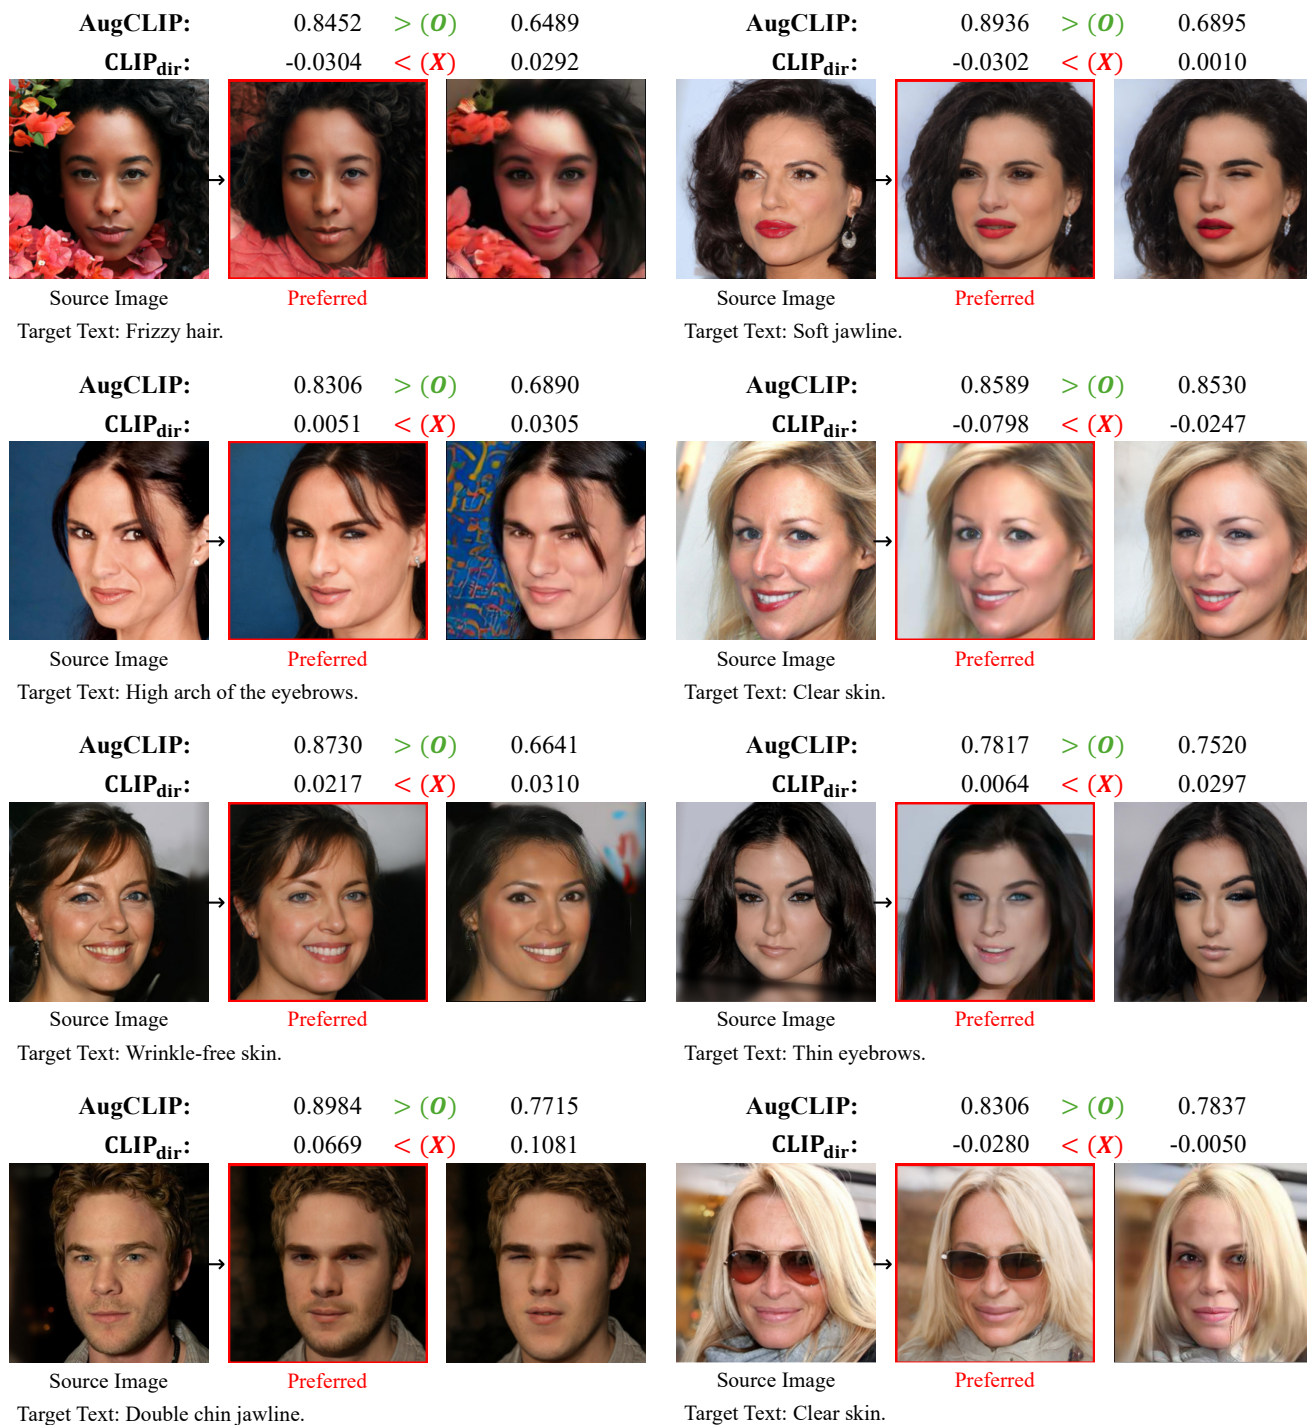 AugCLIP: 0.8452 > (O) 0.6489
CLIPdir: -0.0304 < (X) 0.0292
Source Image Preferred
Target Text: Frizzy hair.
AugCLIP: 0.8936 > (O) 0.6895
CLIPdir: -0.0302 < (X) 0.0010
Source Image Preferred
Target Text: Soft jawline.
AugCLIP: 0.8306 > (O) 0.6890
CLIPdir: 0.0051 < (X) 0.0305
Source Image Preferred
Target Text: High arch of the eyebrows.
AugCLIP: 0.8589 > (O) 0.8530
CLIPdir: -0.0798 < (X) -0.0247
Source Image Preferred
Target Text: Clear skin.
AugCLIP: 0.8730 > (O) 0.6641
CLIPdir: 0.0217 < (X) 0.0310
Source Image Preferred
Target Text: Wrinkle-free skin.
AugCLIP: 0.7817 > (O) 0.7520
CLIPdir: 0.0064 < (X) 0.0297
Source Image Preferred
Target Text: Thin eyebrows.
AugCLIP: 0.8984 > (O) 0.7715
CLIPdir: 0.0669 < (X) 0.1081
Source Image Preferred
Target Text: Double chin jawline.
AugCLIP: 0.8306 > (O) 0.7837
CLIPdir: -0.0280 < (X) -0.0050
Source Image Preferred
Target Text: Clear skin.